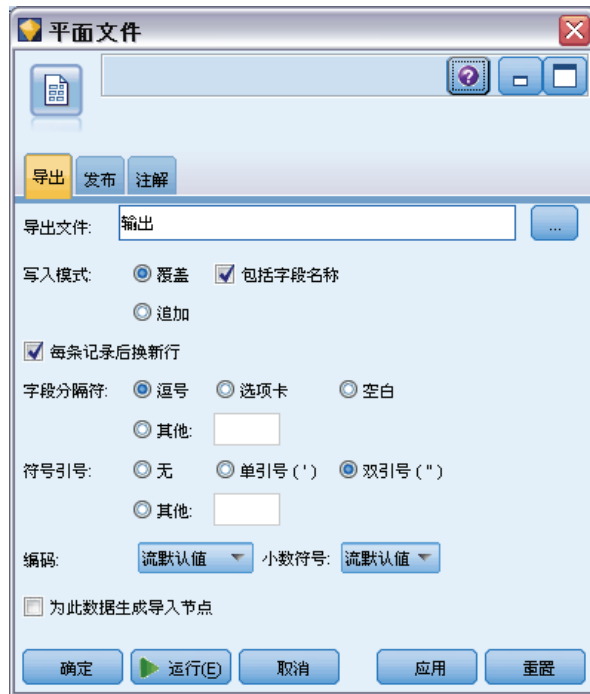 平面文件
?
导出 发布 注解
导出文件: 输出 ...
写入模式: 覆盖 包括字段名称
追加
每条记录后换新行
字段分隔符: 逗号 选项卡 空白
其他:
符号引号: 无 单引号(') 双引号(")
其他:
编码: 流默认值 小数符号: 流默认值
为此数据生成导入节点
确定 运行(E) 取消 应用 重置